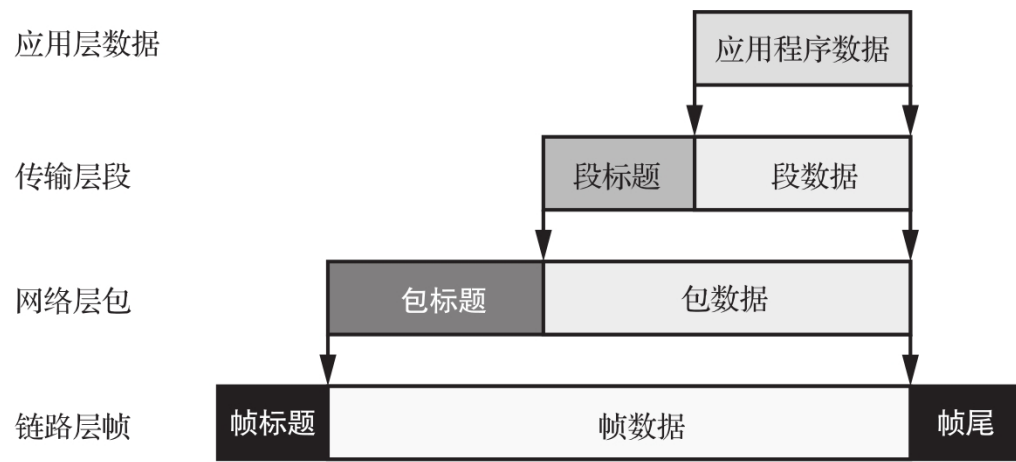 应用层数据
应用程序数据
传输层段
段标题
段数据
网络层包
包标题
包数据
链路层帧
帧标题
帧数据
帧尾